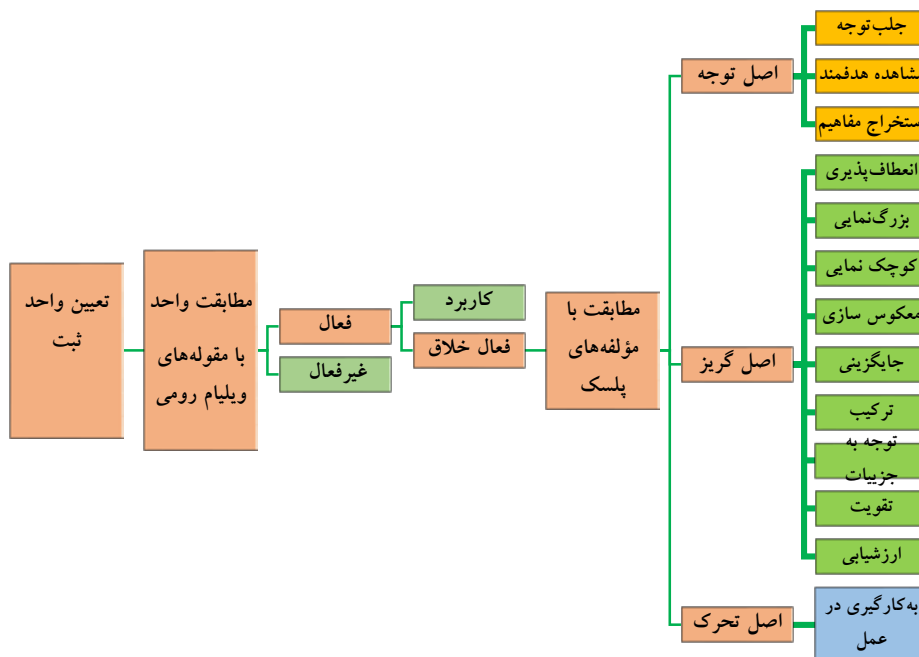 تعیین واحد
ثبت
مطابقت واحد
با مقوله‌های
ویلیام رومی
فعال
غیرفعال
کاربرد
فعال خلاق
مطابقت با
مؤلفه‌های
پلسک
اصل توجه
جلب‌توجه
شاهده هدفمند
ستخراج مفاهیم
اصل گریز
انعطاف‌پذیری
بزرگ‌نمایی
کوچک نمایی
معکوس سازی
جایگزینی
ترکیب
توجه به
جزییات
تقویت
ارزشیابی
اصل تحرک
به‌کارگیری در
عمل